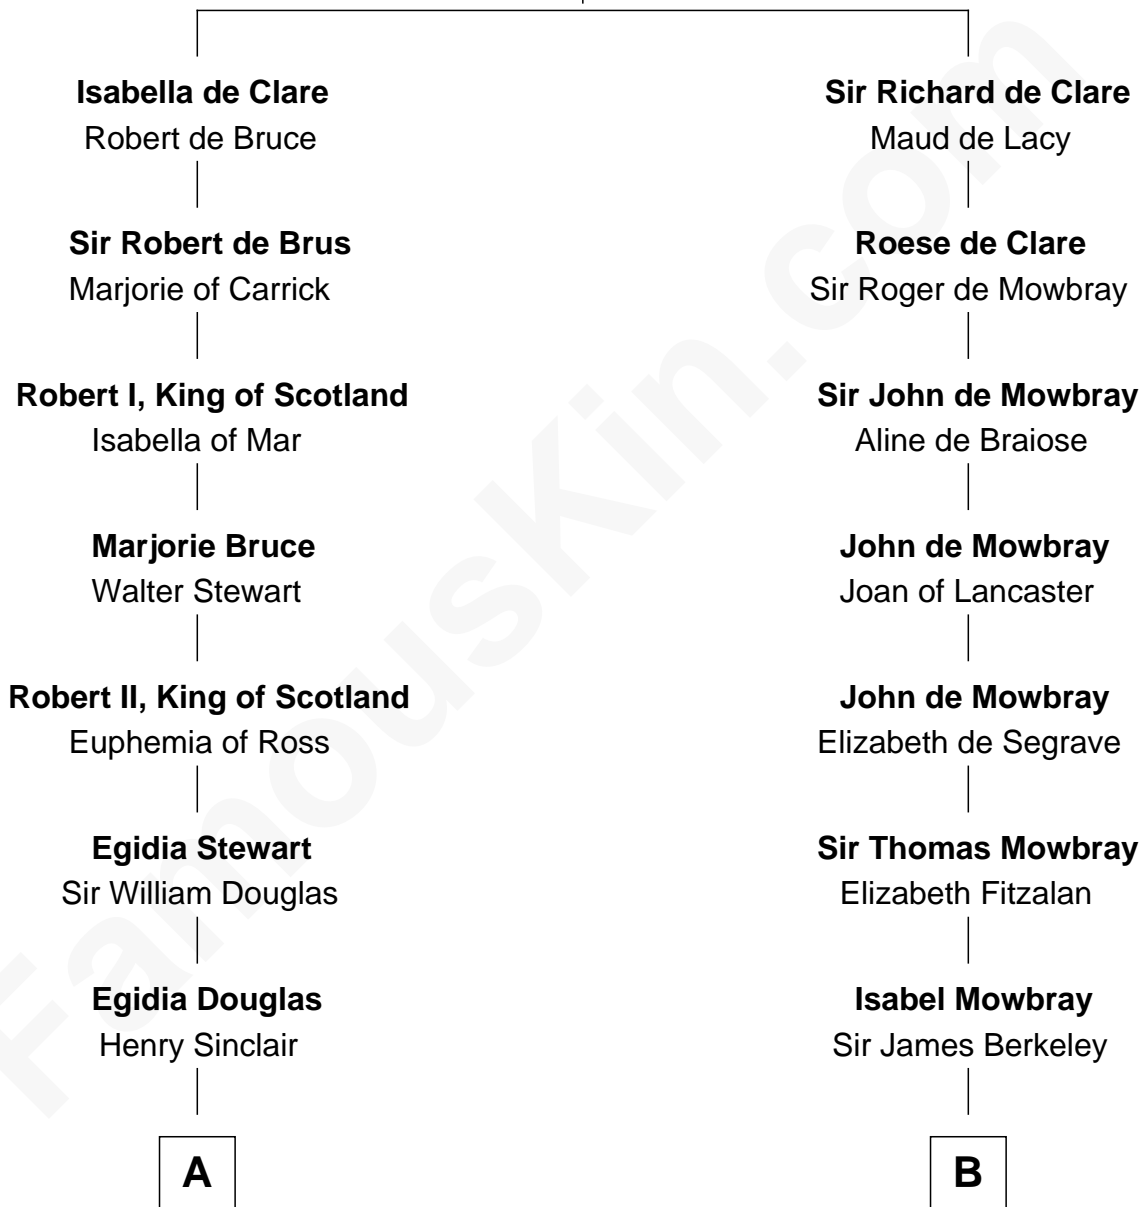 Isabella de Clare
Robert de Bruce
Sir Robert de Brus
Marjorie of Carrick
Robert I, King of Scotland
Isabella of Mar
Marjorie Bruce
Walter Stewart
Robert II, King of Scotland
Euphemia of Ross
Egidia Stewart
Sir William Douglas
Egidia Douglas
Henry Sinclair
A
Sir Richard de Clare
Maud de Lacy
Roese de Clare
Sir Roger de Mowbray
Sir John de Mowbray
Aline de Braiose
John de Mowbray
Joan of Lancaster
John de Mowbray
Elizabeth de Segrave
Sir Thomas Mowbray
Elizabeth Fitzalan
Isabel Mowbray
Sir James Berkeley
B
FamousKin.com